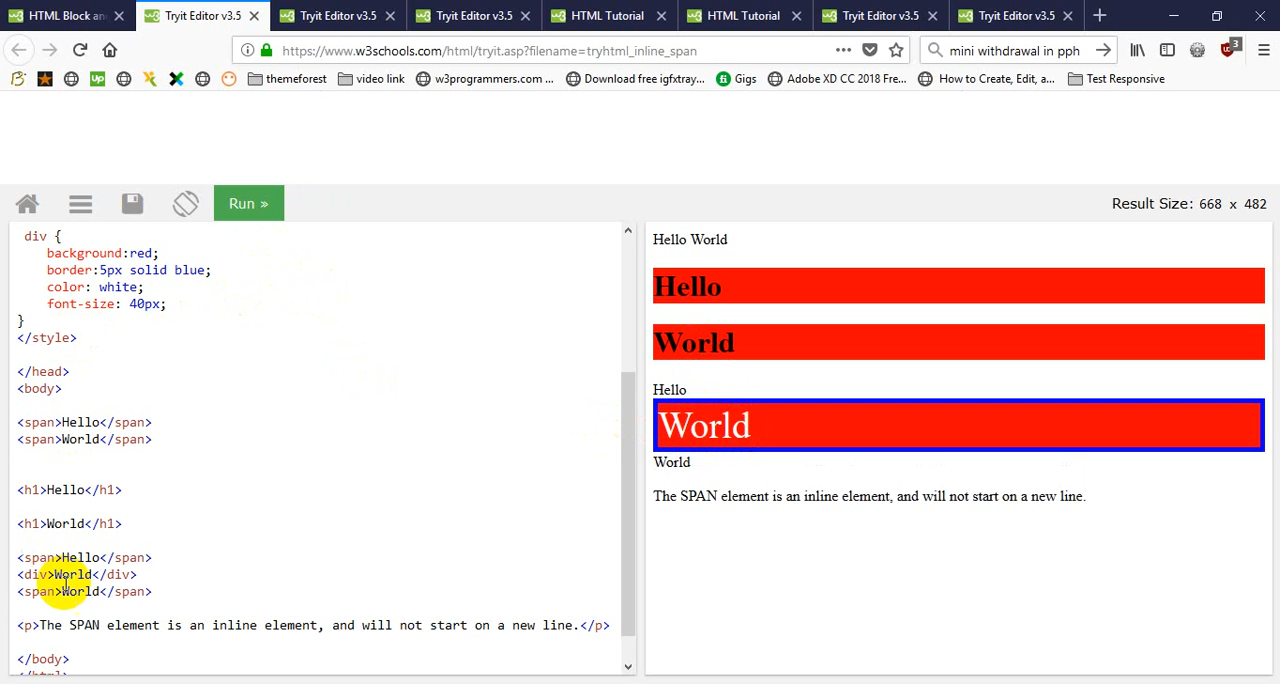 HTML Block an
Tryit Editor v3.5
Tryit Editor v3.5
Tryit Editor v3.5
HTML Tutorial
HTML Tutorial
Tryit Editor v3.5
Tryit Editor v3.5
https://www.w3schools.com/html/tryit.asp?filename=tryhtml_inline_span
mini withdrawal in pph
3
Up
themeforest
video link
w3programmers.com ...
Download free igfxtray...
fi Gigs
Adobe XD CC 2018 Fre...
How to Create, Edit, a...
Test Responsive
Run »
Result Size: 668 x 482
div {
background:red;
border:5px solid blue;
color: white;
font-size: 40px;
}
</style>
</head>
<body>
<span>Hello</span>
<span>World</span>
<h1>Hello</h1>
<h1>World</h1>
<span>Hello</span>
<div>World</div>
<span>World</span>
<p>The SPAN element is an inline element, and will not start on a new line.</p>
</body>
</html>
Hello World
Hello
World
Hello
World
World
The SPAN element is an inline element, and will not start on a new line.